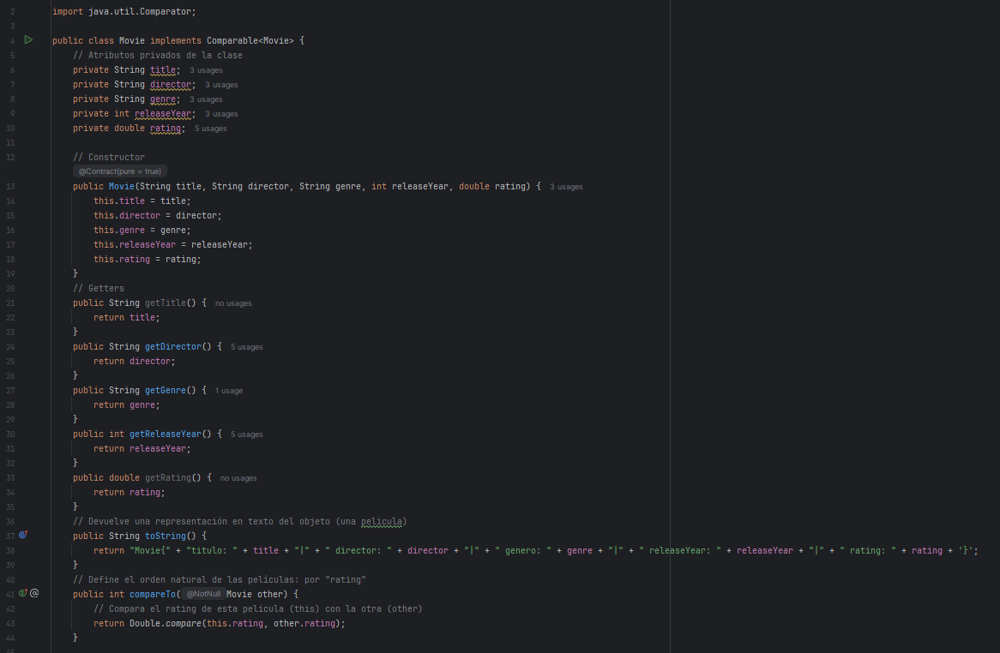 2 import java.util.Comparator;
3
4 public class Movie implements Comparable<Movie> {
5 // Atributos privados de la clase
6 private String title; 3 usages
7 private String director; 3 usages
8 private String genre; 3 usages
9 private int releaseYear; 3 usages
10 private double rating; 5 usages
11
12 // Constructor
@Contract(pure = true)
13 public Movie(String title, String director, String genre, int releaseYear, double rating) { 3 usages
14 this.title = title;
15 this.director = director;
16 this.genre = genre;
17 this.releaseYear = releaseYear;
18 this.rating = rating;
19 }
20 // Getters
21 public String getTitle() { no usages
22 return title;
23 }
24 public String getDirector() { 5 usages
25 return director;
26 }
27 public String getGenre() { 1 usage
28 return genre;
29 }
30 public int getReleaseYear() { 5 usages
31 return releaseYear;
32 }
33 public double getRating() { no usages
34 return rating;
35 }
36 // Devuelve una representación en texto del objeto (una pelicula)
37 public String toString() {
38 return "Movie{" + "titulo: " + title + "|" + " director: " + director + "|" + " genero: " + genre + "|" + " releaseYear: " + releaseYear + "|" + " rating: " + rating + '}';
39 }
40 // Define el orden natural de las películas: por "rating"
41 public int compareTo( @NotNull Movie other) {
42 // Compara el rating de esta película (this) con la otra (other)
43 return Double.compare(this.rating, other.rating);
44 }